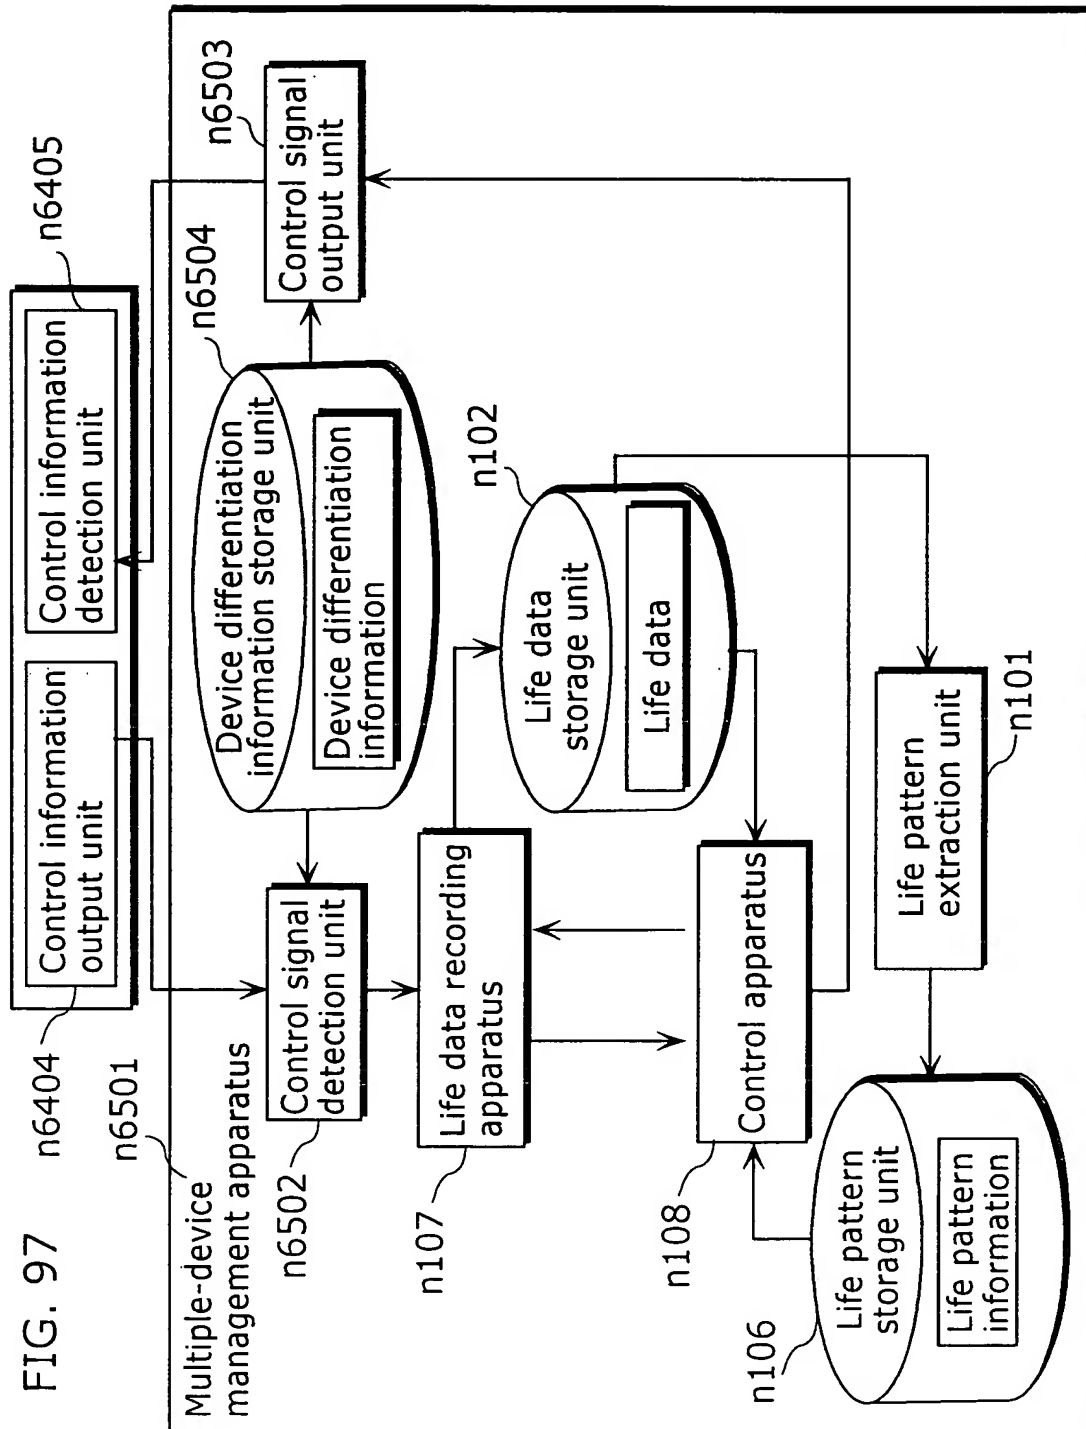 FIG. 97
n6404
Control information
output unit
Control information
detection unit
n6405
n6501
Multiple-device
management apparatus
n6502
Control signal
detection unit
Device differentiation
information storage unit
Device differentiation
information
n6504
Control signal
output unit
n6503
n107
Life data recording
apparatus
Life data
storage unit
Life data
n102
n108
Control apparatus
n106
Life pattern
storage unit
Life pattern
information
Life pattern
extraction unit
n101